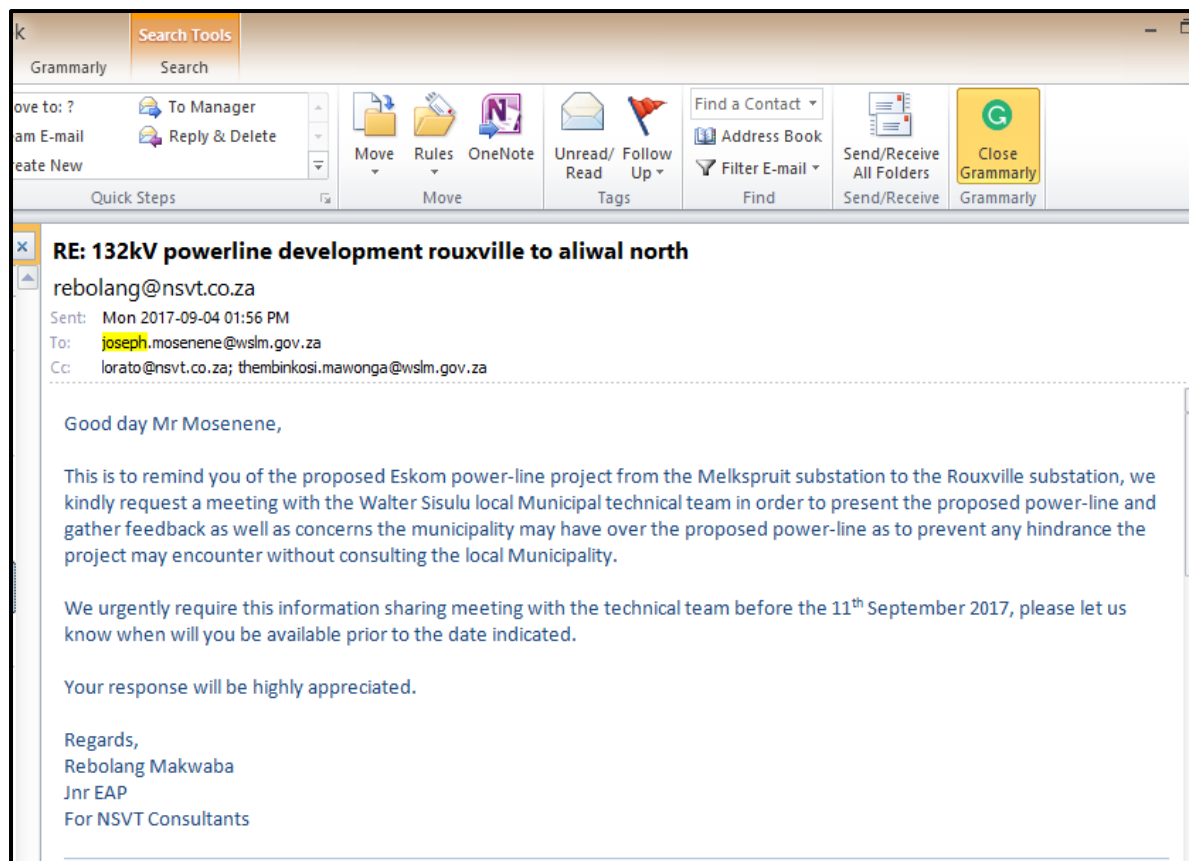 k
Search Tools
Grammarly Search
ove to: ? To Manager
am E-mail Reply & Delete
reate New
Move Rules OneNote
Unread/ Read Follow Up
Find a Contact
Address Book
Filter E-mail
Send/Receive All Folders
Close Grammarly
Quick Steps Move Tags Find Send/Receive Grammarly
RE: 132kV powerline development rouxville to aliwal north
rebolang@nsvt.co.za
Sent: Mon 2017-09-04 01:56 PM
To: joseph.mosenene@wslm.gov.za
Cc: lorato@nsvt.co.za; thembinkosi.mawonga@wslm.gov.za
Good day Mr Mosenene,
This is to remind you of the proposed Eskom power-line project from the Melkspruit substation to the Rouxville substation, we
kindly request a meeting with the Walter Sisulu local Municipal technical team in order to present the proposed power-line and
gather feedback as well as concerns the municipality may have over the proposed power-line as to prevent any hindrance the
project may encounter without consulting the local Municipality.
We urgently require this information sharing meeting with the technical team before the 11th September 2017, please let us
know when will you be available prior to the date indicated.
Your response will be highly appreciated.
Regards,
Rebolang Makwaba
Jnr EAP
For NSVT Consultants